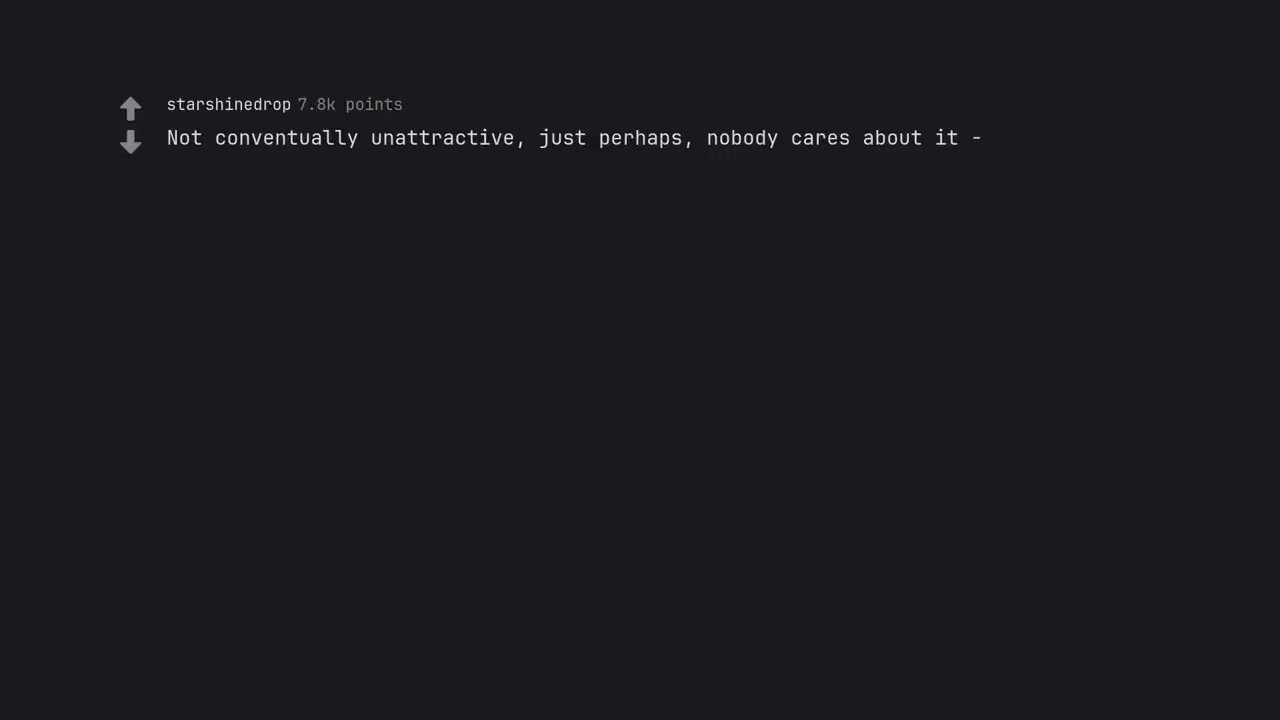 starshinedrop 7.8k points
Not conventually unattractive, just perhaps, nobody cares about it -